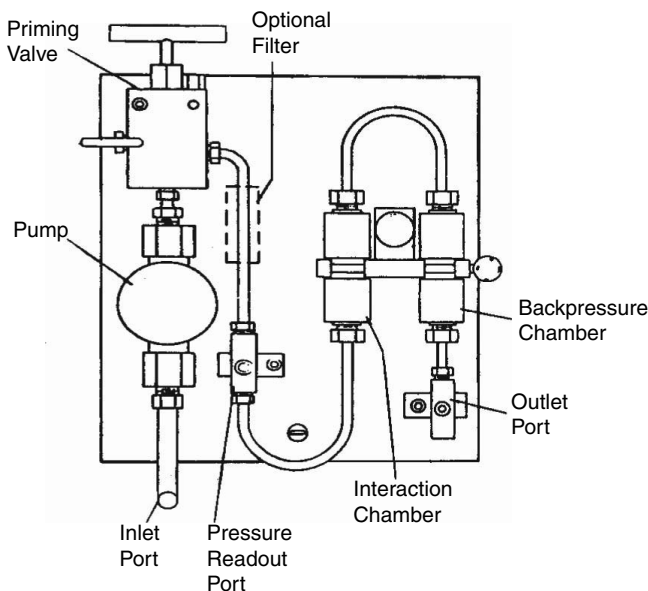 Priming
Valve
Optional
Filter
Pump
Backpressure
Chamber
Outlet
Port
Interaction
Chamber
Inlet
Port
Pressure
Readout
Port